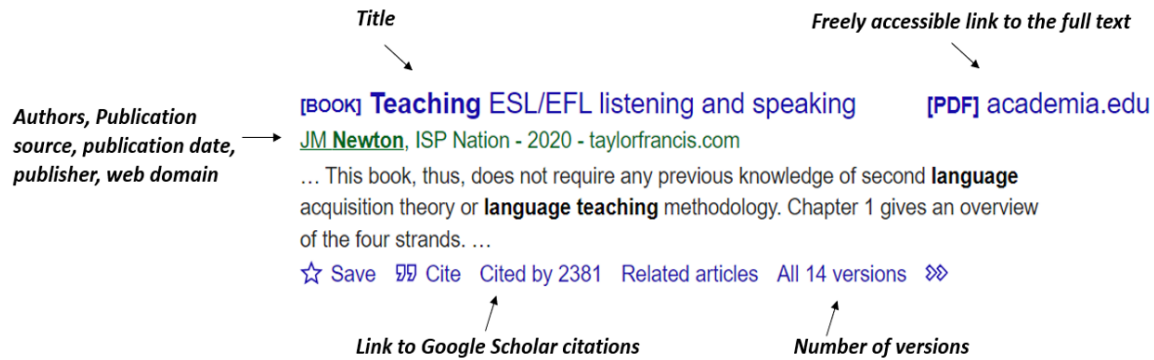 Title
Freely accessible link to the full text
[BOOK] Teaching ESL/EFL listening and speaking
[PDF] academia.edu
Authors, Publication
source, publication date,
publisher, web domain
JM Newton, ISP Nation - 2020 - taylorfrancis.com
... This book, thus, does not require any previous knowledge of second language
acquisition theory or language teaching methodology. Chapter 1 gives an overview
of the four strands. ...
Save Cite Cited by 2381 Related articles All 14 versions
Link to Google Scholar citations
Number of versions